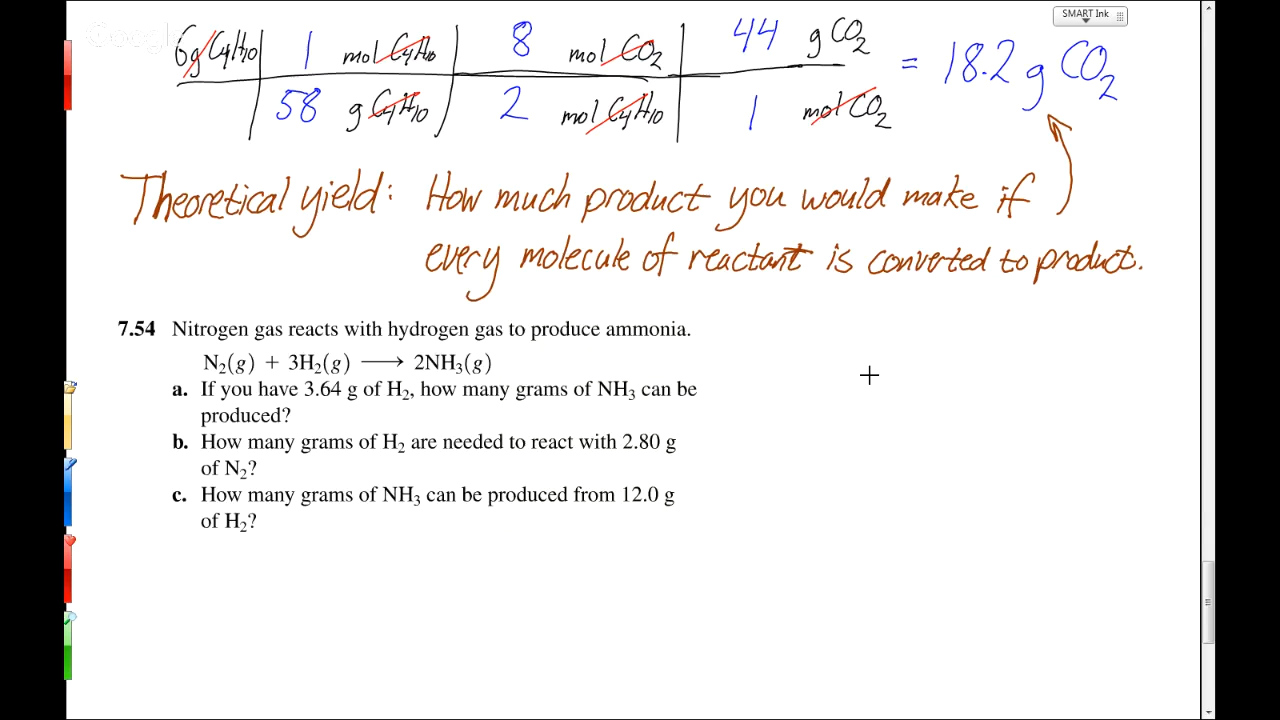 Google
SMART Ink
6g C4H10 | 1 mol C4H10 | 8 mol CO2 | 44 g CO2 = 18.2 g CO2
58 g C4H10 | 2 mol C4H10 | 1 mol CO2
Theoretical yield: How much product you would make if
every molecule of reactant is converted to product.
7.54 Nitrogen gas reacts with hydrogen gas to produce ammonia.
N₂(g) + 3H₂(g) ⟶ 2NH₃(g)
a. If you have 3.64 g of H₂, how many grams of NH₃ can be
produced?
b. How many grams of H₂ are needed to react with 2.80 g
of N₂?
c. How many grams of NH₃ can be produced from 12.0 g
of H₂?